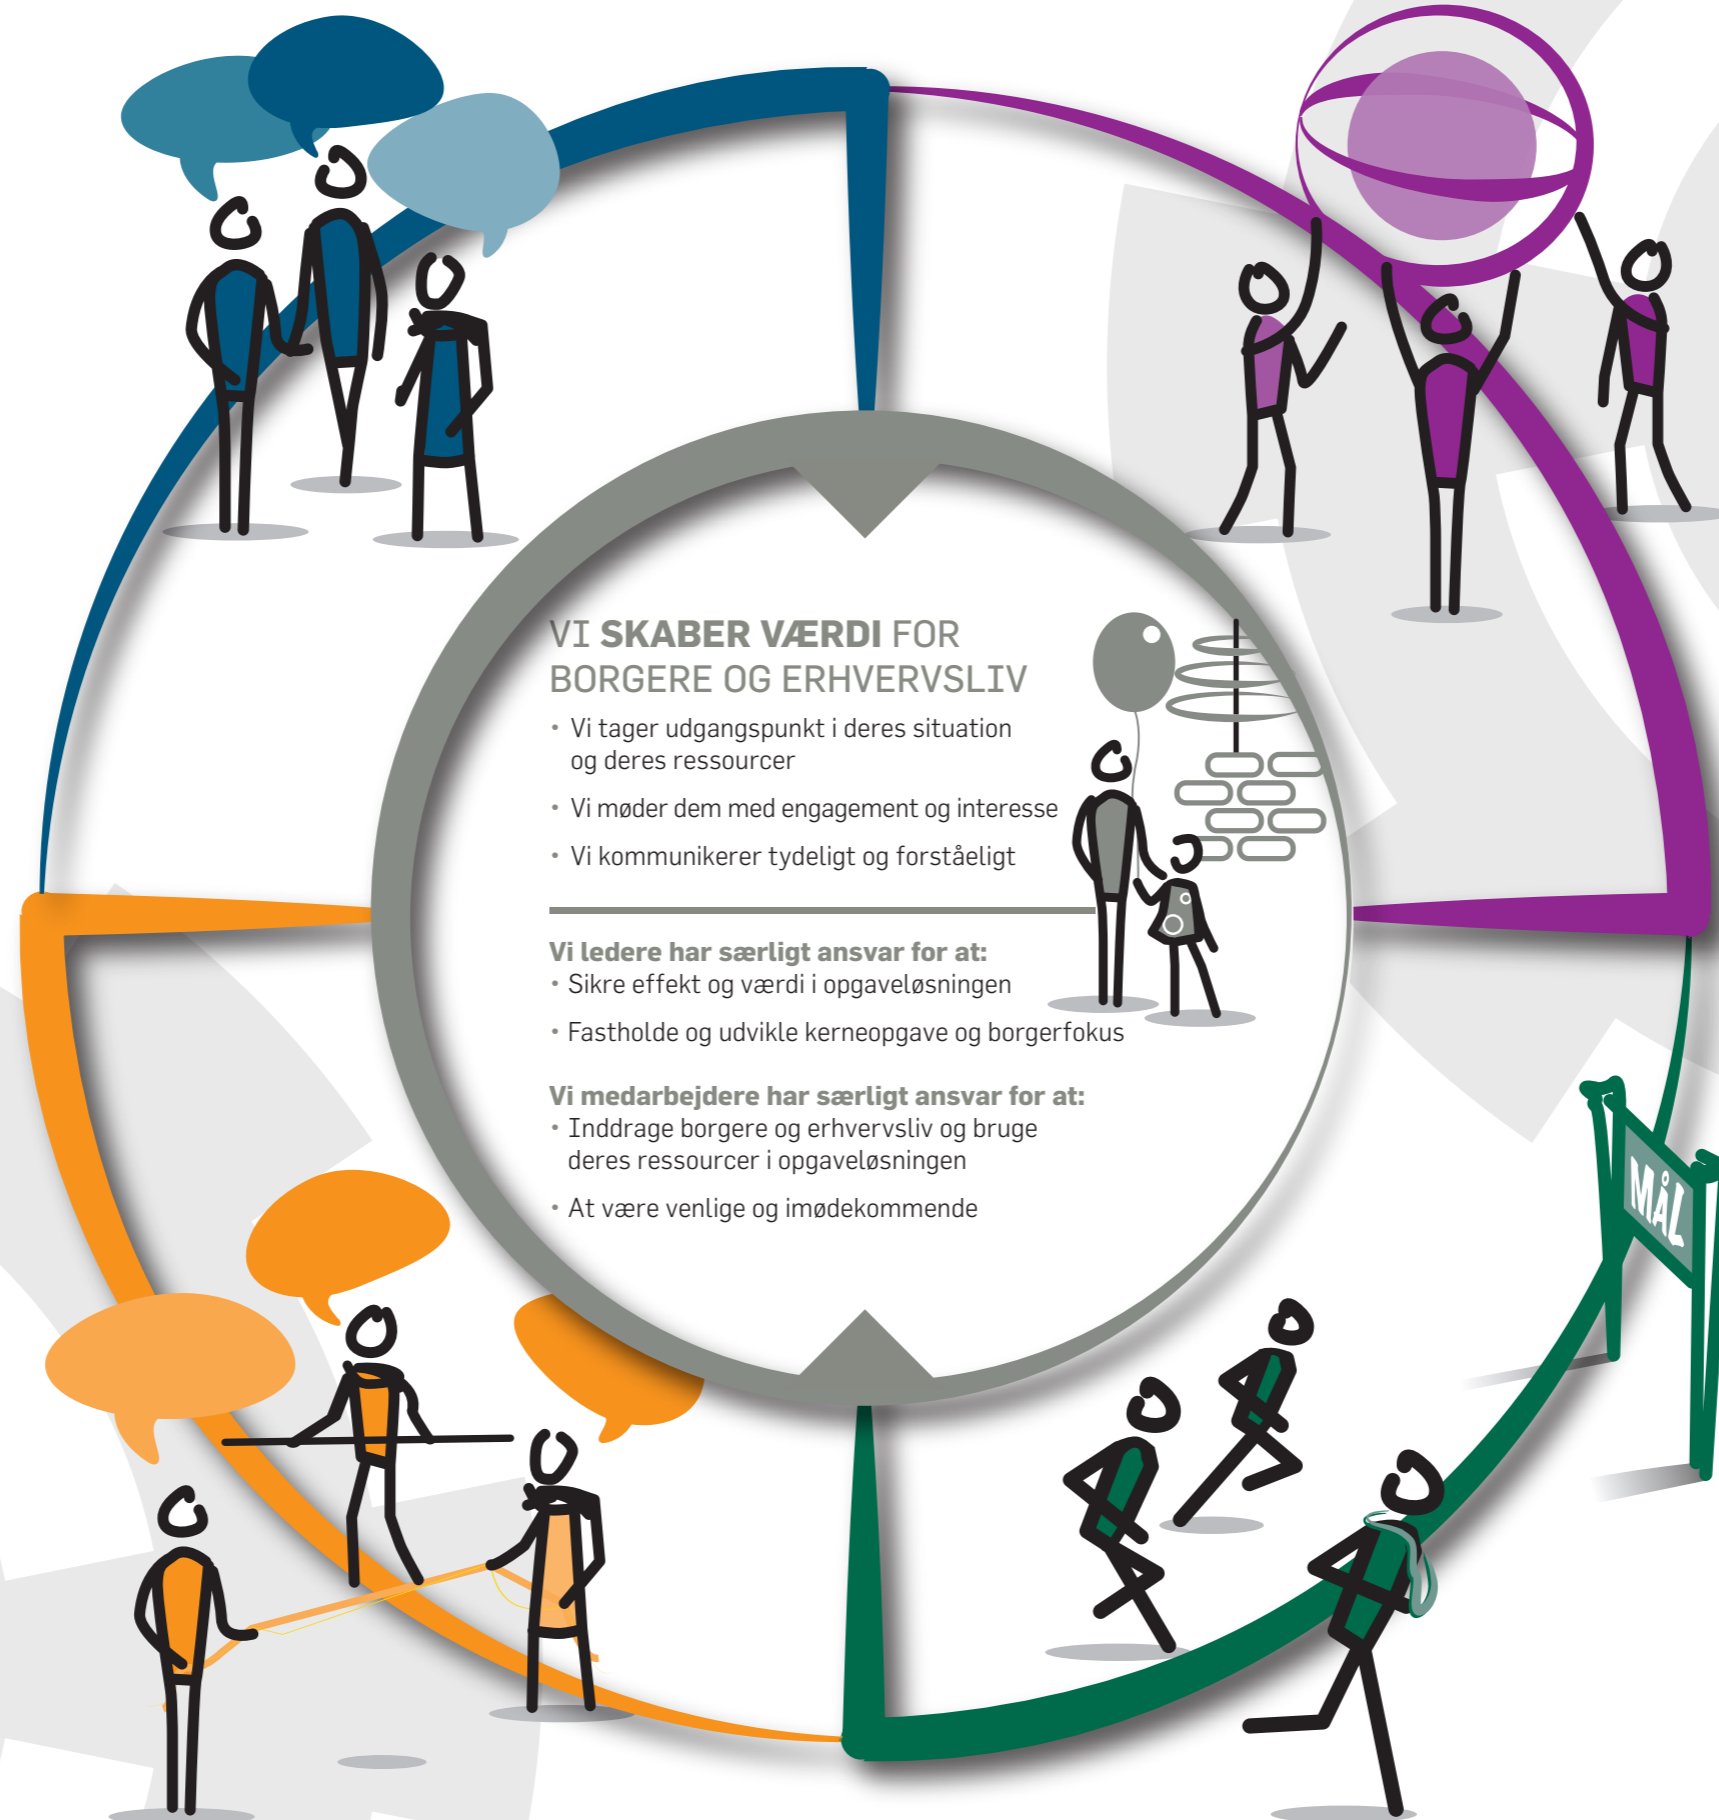 VI SKABER VÆRDI FOR
BORGERE OG ERHVERVSLIV
• Vi tager udgangspunkt i deres situation
og deres ressourcer
• Vi møder dem med engagement og interesse
• Vi kommunikerer tydeligt og forståeligt
Vi ledere har særligt ansvar for at:
• Sikre effekt og værdi i opgaveløsningen
• Fastholde og udvikle kerneopgave og borgerfokus
Vi medarbejdere har særligt ansvar for at:
• Inddrage borgere og erhvervsliv og bruge
deres ressourcer i opgaveløsningen
• At være venlige og imødekommende
MÅL